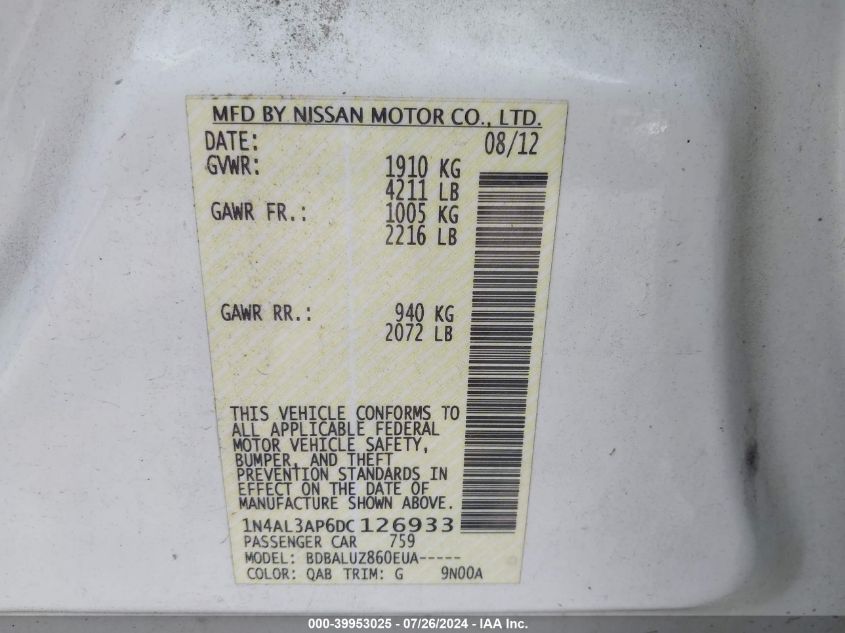 MFD BY NISSAN MOTOR CO., LTD.
DATE: 08/12
GVWR: 1910 KG
4211 LB
GAWR FR.: 1005 KG
2216 LB
GAWR RR.: 940 KG
2072 LB
THIS VEHICLE CONFORMS TO
ALL APPLICABLE FEDERAL
MOTOR VEHICLE SAFETY,
BUMPER, AND THEFT
PREVENTION STANDARDS IN
EFFECT ON THE DATE OF
MANUFACTURE SHOWN ABOVE.
1N4AL3AP6DC126933
PASSENGER CAR 759
MODEL: BDBALUZ860EUA-----
COLOR: QAB TRIM: G 9N00A
000-39953025 - 07/26/2024 - IAA Inc.